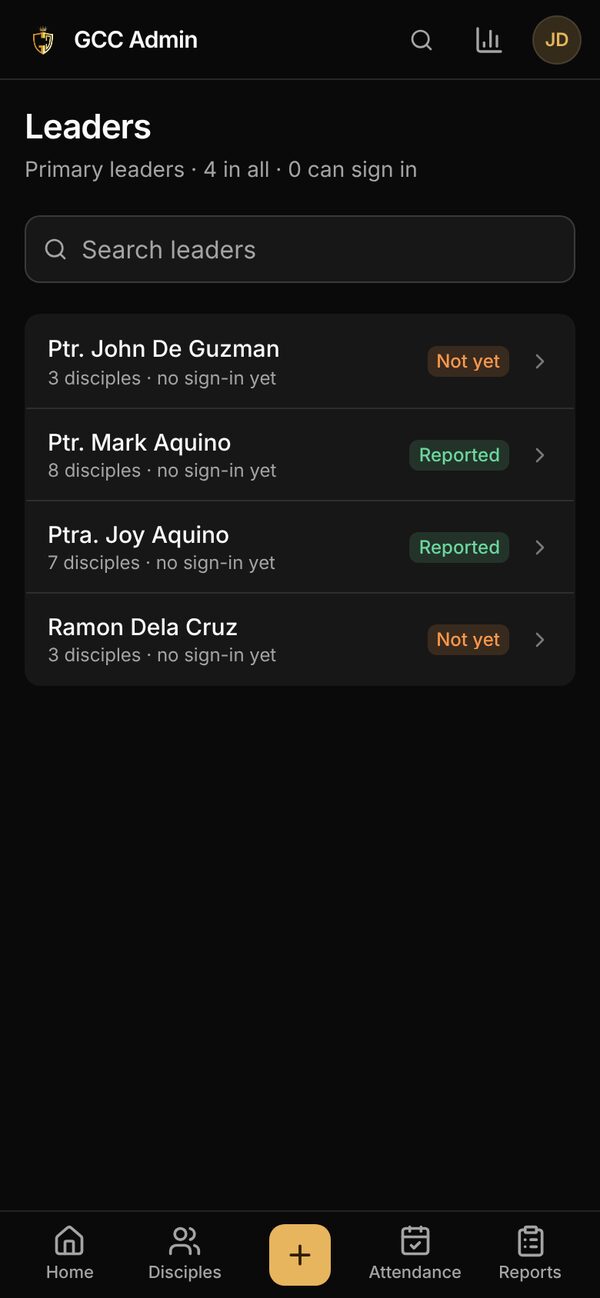 GCC Admin
JD
Leaders
Primary leaders · 4 in all · 0 can sign in
Search leaders
Ptr. John De Guzman
3 disciples · no sign-in yet
Not yet
Ptr. Mark Aquino
8 disciples · no sign-in yet
Reported
Ptra. Joy Aquino
7 disciples · no sign-in yet
Reported
Ramon Dela Cruz
3 disciples · no sign-in yet
Not yet
Home
Disciples
Attendance
Reports